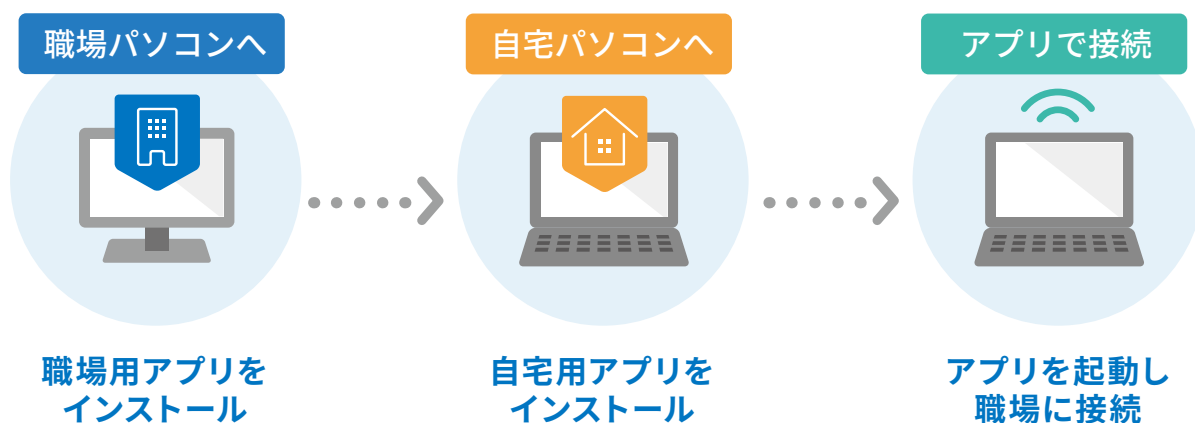 職場パソコンへ
自宅パソコンへ
アプリで接続
職場用アプリを
インストール
自宅用アプリを
インストール
アプリを起動し
職場に接続